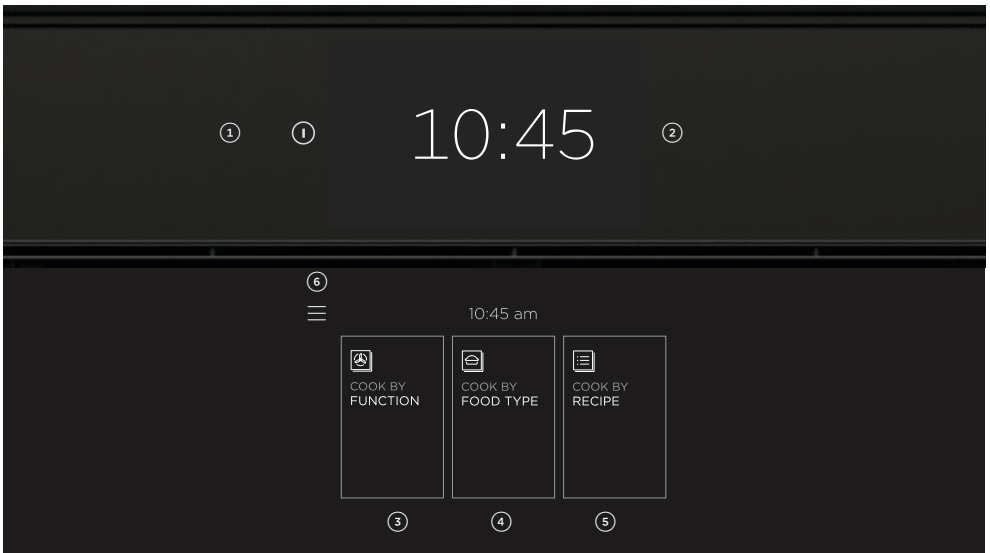 1
10:45
2
6
10:45 am
COOK BY
FUNCTION
COOK BY
FOOD TYPE
COOK BY
RECIPE
3
4
5